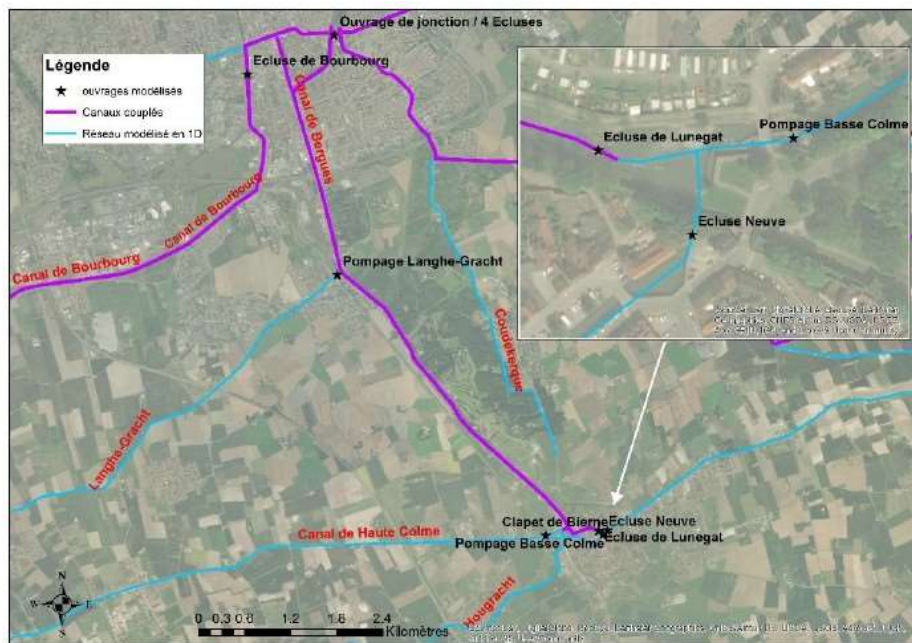 Ouvrage de jonction / 4 Ecluses
Légende
ouvrages modélisés
Canaux couplés
Réseau modélisé en 1D
Ecluse de Bourbourg
Canal de Bergues
Canal de Bourbourg
Canal de Bourbourg
Pompage Langhe-Gracht
Langhe-Gracht
Coudekerque
Ecluse de Lunegat
Pompage Basse Colme
Ecluse Neuve
Canal de Haute Colme
Clapet de Bierne
Ecluse Neuve
Pompage Basse Colme
Ecluse de Lunegat
Hougracht
N
W
E
S
0 0.3 0.6 1.2 1.8 2.4
Kilomètres